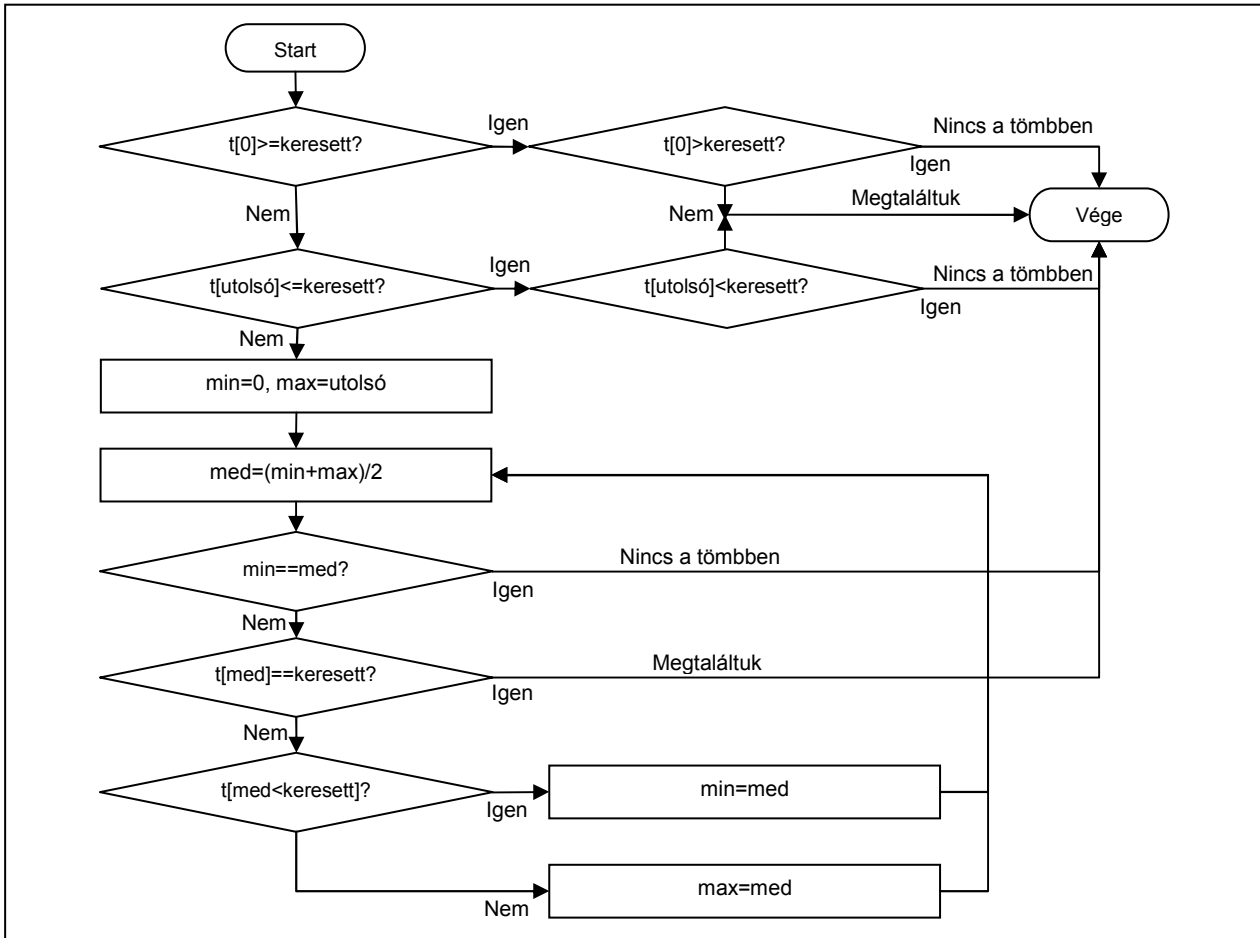 Start
t[0]>=keresett?
Igen
t[0]>keresett?
Nincs a tömbben
Igen
Nem
Nem
Megtaláltuk
Vége
t[utolsó]<=keresett?
Igen
t[utolsó]<keresett?
Nincs a tömbben
Igen
Nem
min=0, max=utolsó
med=(min+max)/2
min==med?
Nincs a tömbben
Igen
Nem
t[med]==keresett?
Megtaláltuk
Igen
Nem
t[med<keresett]?
Igen
min=med
Nem
max=med